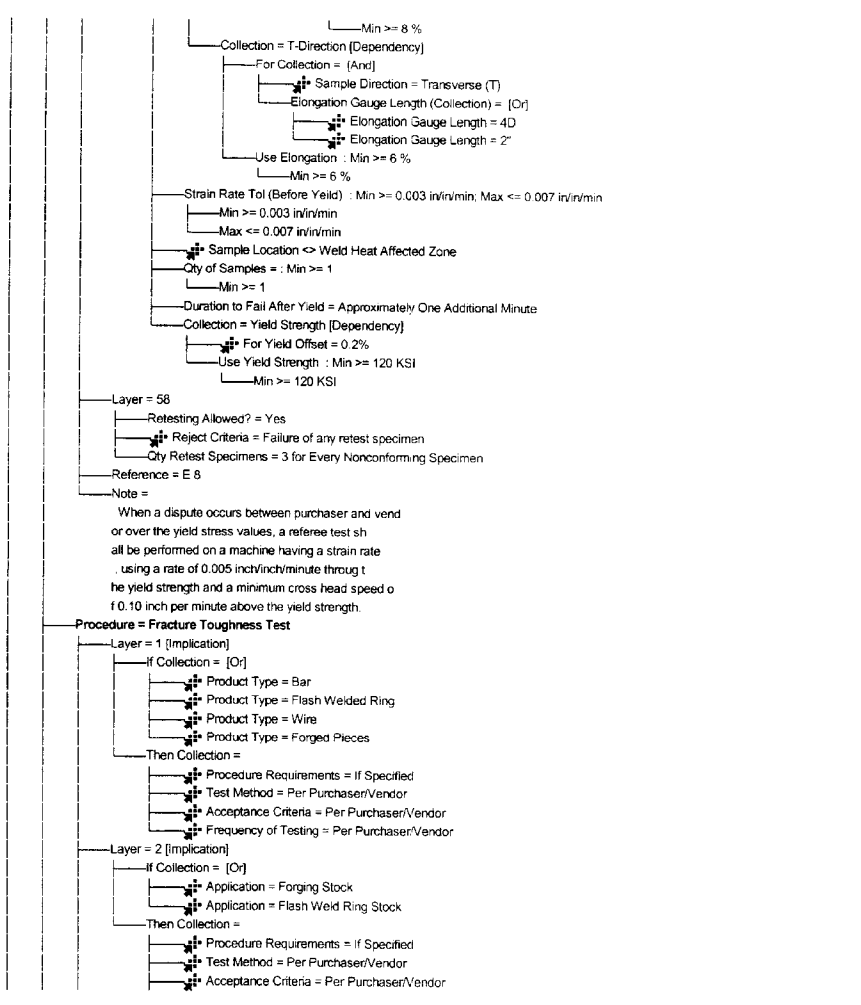 Min >= 8 %
Collection = T-Direction [Dependency]
For Collection = [And]
Sample Direction = Transverse (T)
Elongation Gauge Length (Collection) = [Or]
Elongation Gauge Length = 4D
Elongation Gauge Length = 2"
Use Elongation : Min >= 6 %
Min >= 6 %
Strain Rate Tol (Before Yeild) : Min >= 0.003 in/in/min; Max <= 0.007 in/in/min
Min >= 0.003 in/in/min
Max <= 0.007 in/in/min
Sample Location <> Weld Heat Affected Zone
Qty of Samples = : Min >= 1
Min >= 1
Duration to Fail After Yield = Approximately One Additional Minute
Collection = Yield Strength [Dependency]
For Yield Offset = 0.2%
Use Yield Strength : Min >= 120 KSI
Min >= 120 KSI
Layer = 58
Retesting Allowed? = Yes
Reject Criteria = Failure of any retest specimen
Qty Retest Specimens = 3 for Every Nonconforming Specimen
Reference = E 8
Note =
When a dispute occurs between purchaser and vend
or over the yield stress values, a referee test sh
all be performed on a machine having a strain rate
, using a rate of 0.005 inch/inch/minute throug t
he yield strength and a minimum cross head speed o
f 0.10 inch per minute above the yield strength.
Procedure = Fracture Toughness Test
Layer = 1 [Implication]
If Collection = [Or]
Product Type = Bar
Product Type = Flash Welded Ring
Product Type = Wire
Product Type = Forged Pieces
Then Collection =
Procedure Requirements = If Specified
Test Method = Per Purchaser/Vendor
Acceptance Criteria = Per Purchaser/Vendor
Frequency of Testing = Per Purchaser/Vendor
Layer = 2 [Implication]
If Collection = [Or]
Application = Forging Stock
Application = Flash Weld Ring Stock
Then Collection =
Procedure Requirements = If Specified
Test Method = Per Purchaser/Vendor
Acceptance Criteria = Per Purchaser/Vendor